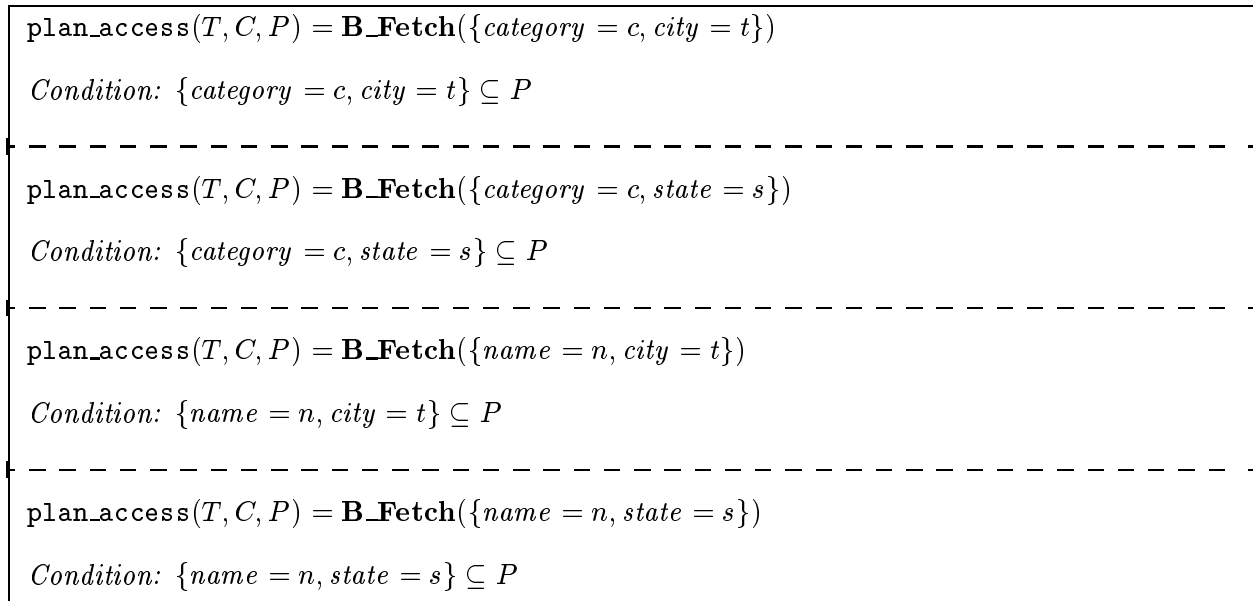 plan_access(T, C, P) = B_Fetch({category = c, city = t})
Condition: {category = c, city = t} ⊆ P
plan_access(T, C, P) = B_Fetch({category = c, state = s})
Condition: {category = c, state = s} ⊆ P
plan_access(T, C, P) = B_Fetch({name = n, city = t})
Condition: {name = n, city = t} ⊆ P
plan_access(T, C, P) = B_Fetch({name = n, state = s})
Condition: {name = n, state = s} ⊆ P